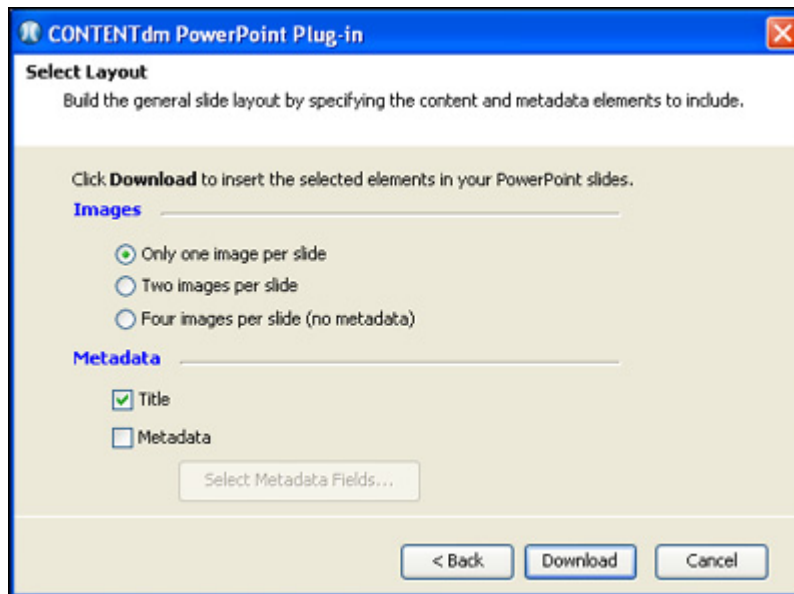 CONTENTdm PowerPoint Plug-in
Select Layout
Build the general slide layout by specifying the content and metadata elements to include.
Click Download to insert the selected elements in your PowerPoint slides.
Images
Only one image per slide
Two images per slide
Four images per slide (no metadata)
Metadata
Title
Metadata
Select Metadata Fields...
< Back Download Cancel